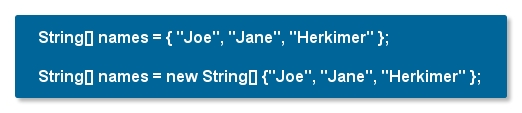 String[] names = { "Joe", "Jane", "Herkimer" };
String[] names = new String[] {"Joe", "Jane", "Herkimer" };